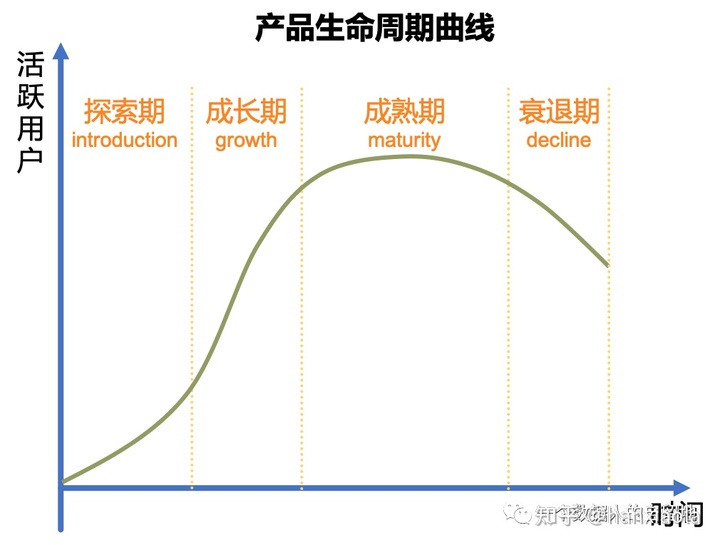 产品生命周期曲线
活跃用户
探索期
introduction
成长期
growth
成熟期
maturity
衰退期
decline
时间
知乎